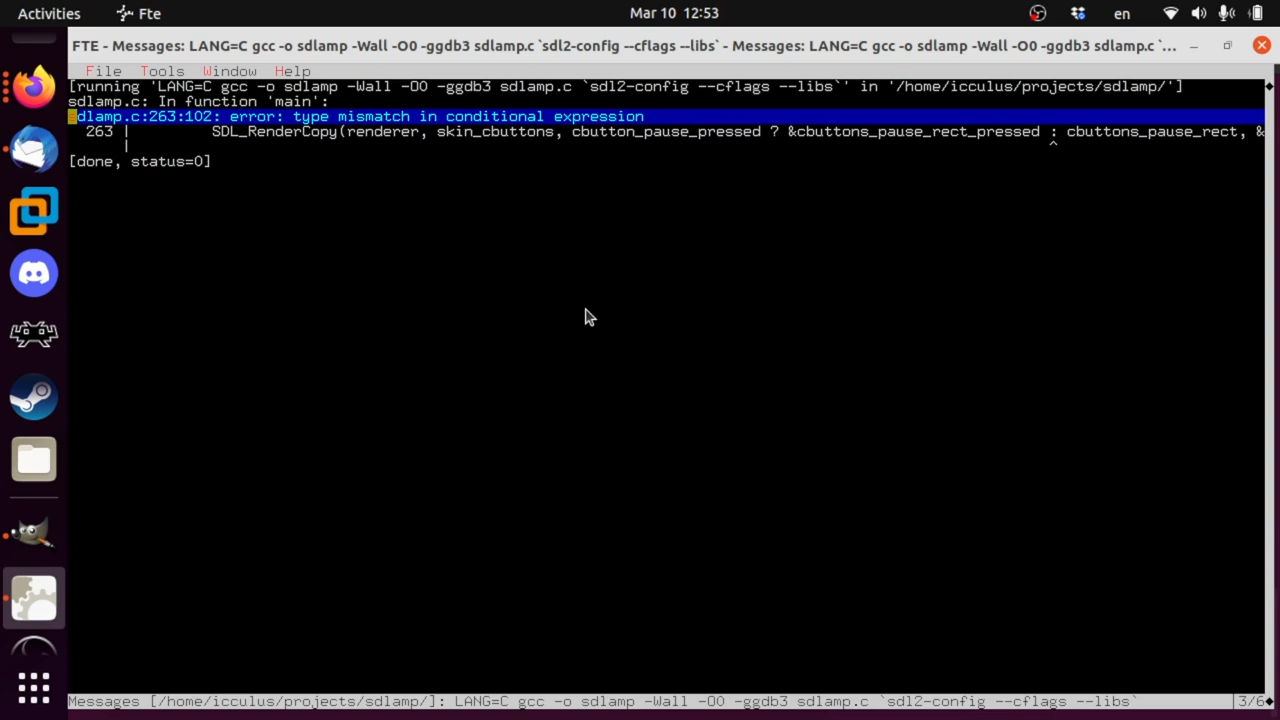 Activities
Fte
Mar 10 12:53
en
FTE - Messages: LANG=C gcc -o sdlamp -Wall -O0 -ggdb3 sdlamp.c `sdl2-config --cflags --libs` - Messages: LANG=C gcc -o sdlamp -Wall -O0 -ggdb3 sdlamp.c `...
File Tools Window Help
[running 'LANG=C gcc -o sdlamp -Wall -O0 -ggdb3 sdlamp.c `sdl2-config --cflags --libs`' in '/home/icculus/projects/sdlamp/']
sdlamp.c: In function 'main':
sdlamp.c:263:102: error: type mismatch in conditional expression
263 | SDL_RenderCopy(renderer, skin_cbuttons, cbutton_pause_pressed ? &cbuttons_pause_rect_pressed : cbuttons_pause_rect, &
| ^
[done, status=0]
Messages [/home/icculus/projects/sdlamp/]: LANG=C gcc -o sdlamp -Wall -O0 -ggdb3 sdlamp.c `sdl2-config --cflags --libs` |3/6